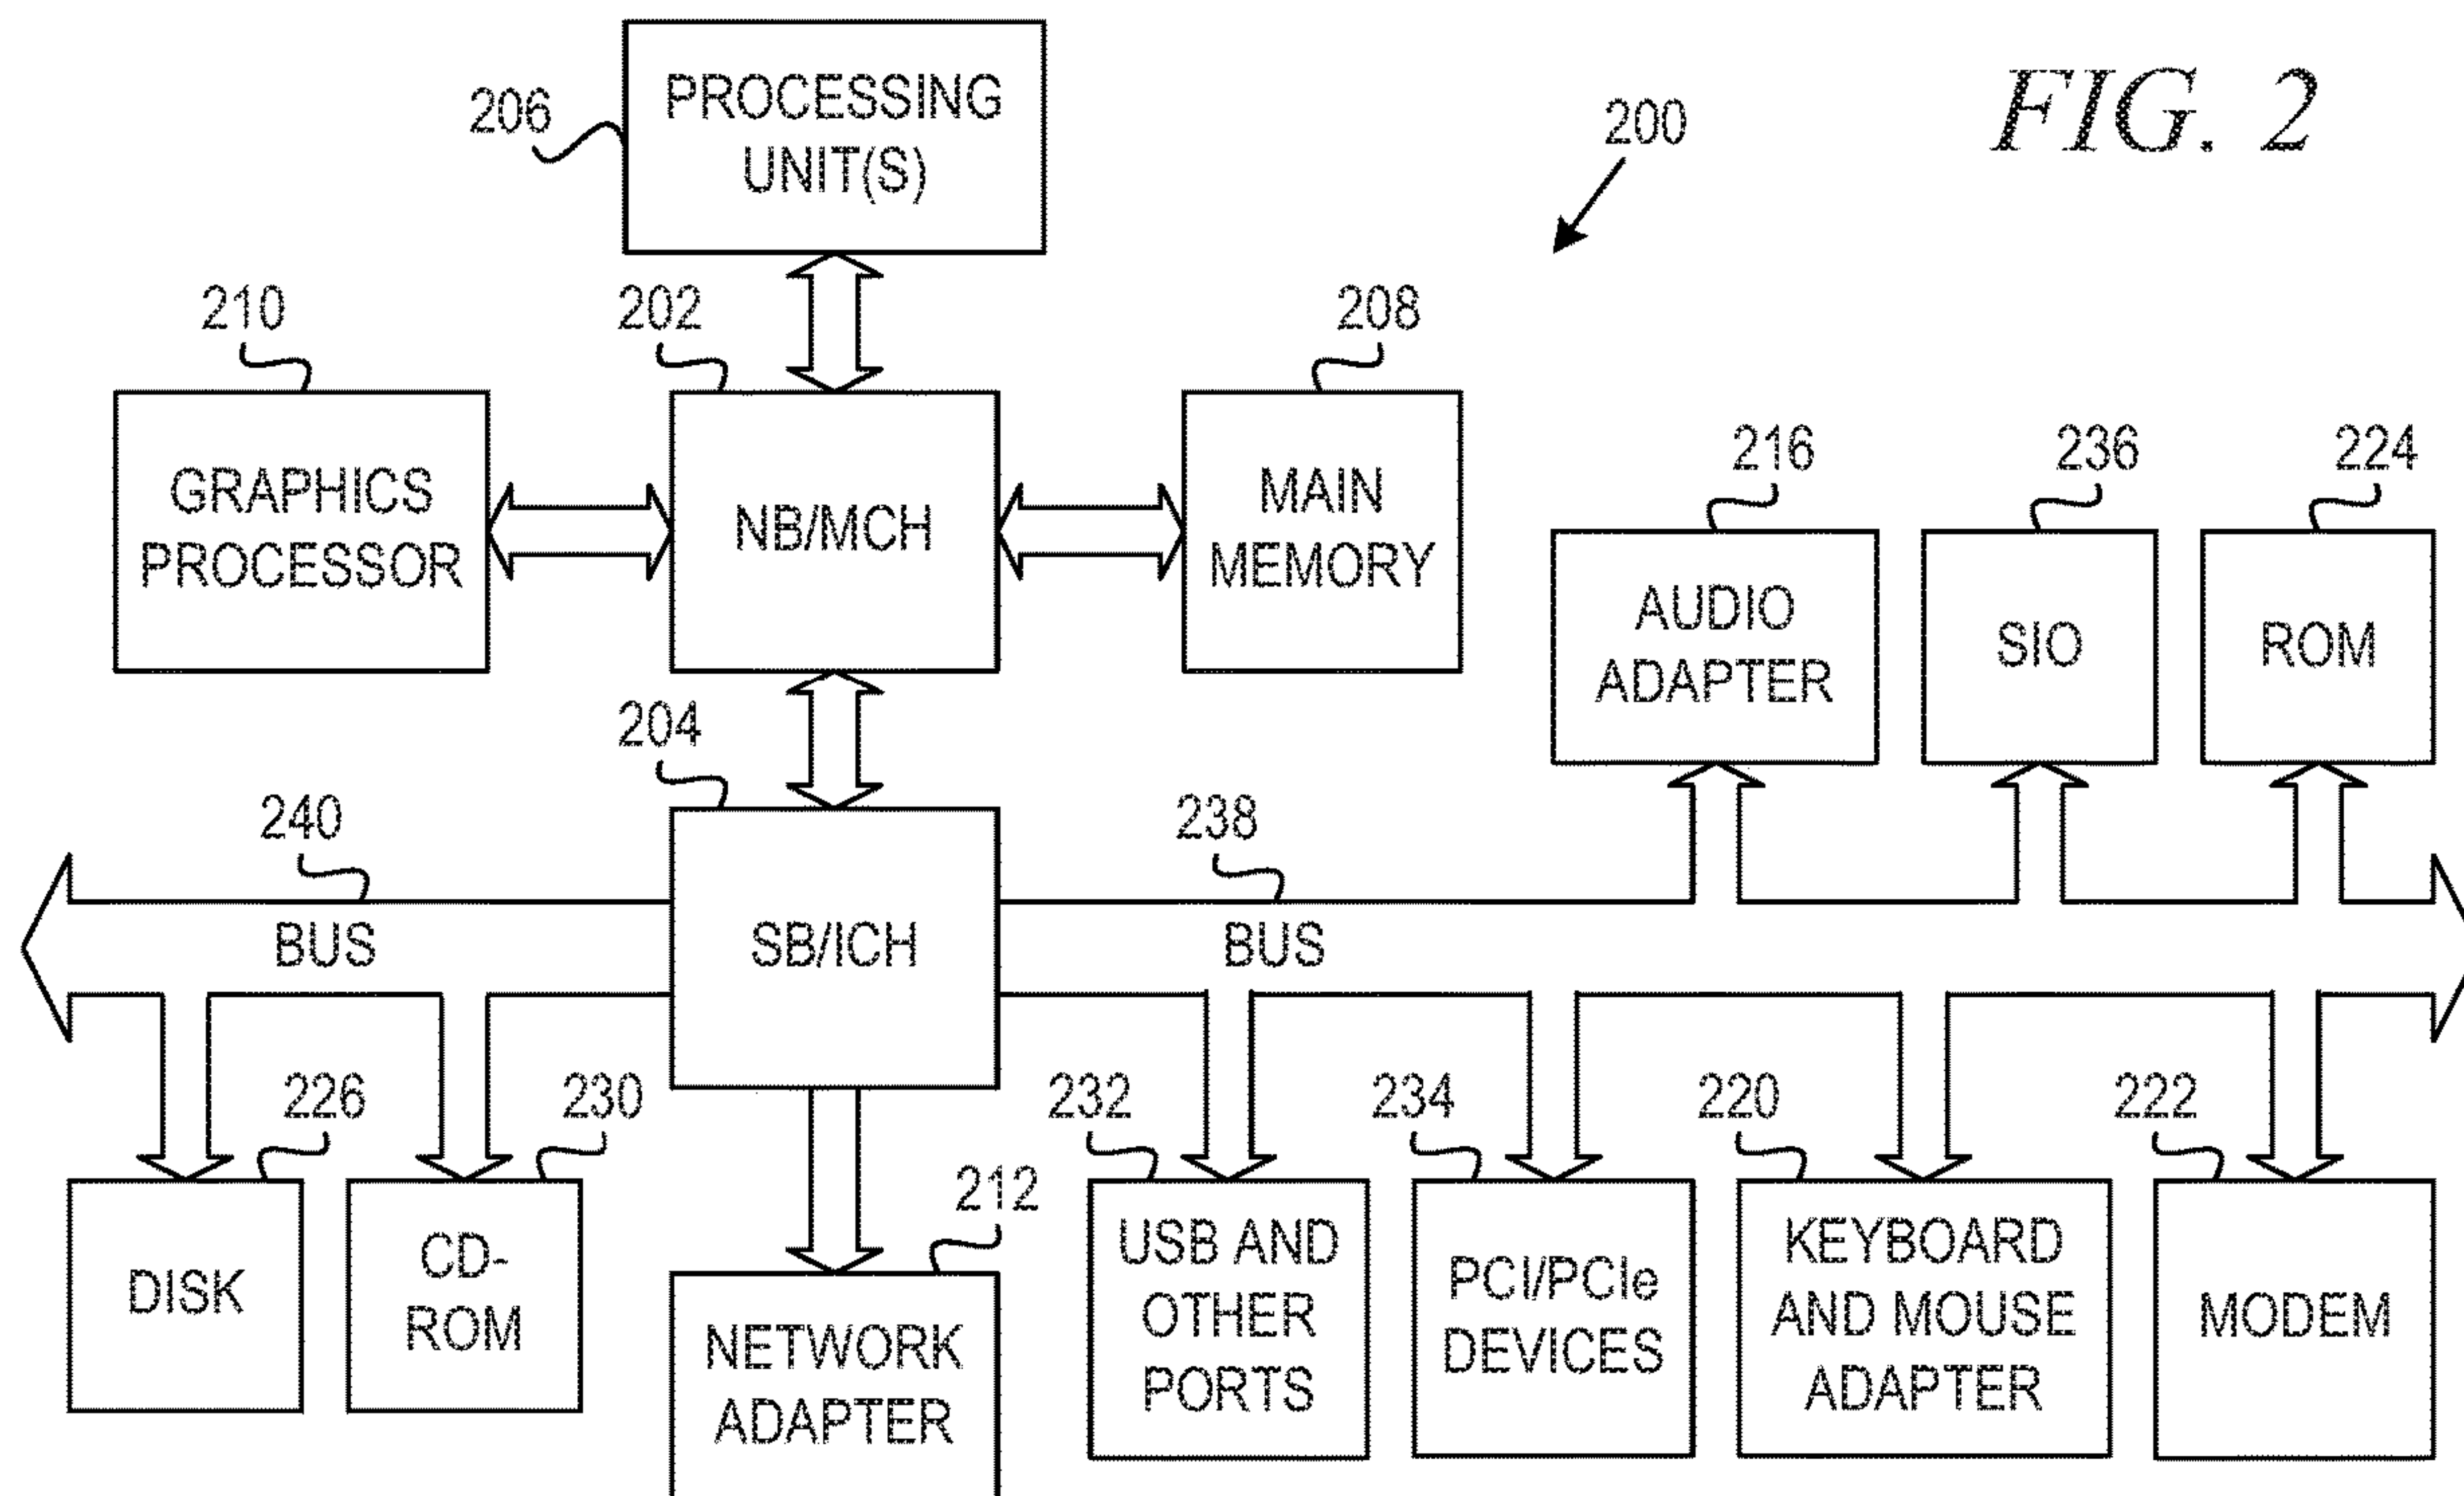 FIG. 2
200
206
PROCESSING
UNIT(S)
210
GRAPHICS
PROCESSOR
202
NB/MCH
208
MAIN
MEMORY
216
AUDIO
ADAPTER
236
SIO
224
ROM
204
SB/ICH
240
BUS
238
BUS
226
DISK
230
CD-
ROM
212
NETWORK
ADAPTER
232
USB AND
OTHER
PORTS
234
PCI/PCIe
DEVICES
220
KEYBOARD
AND MOUSE
ADAPTER
222
MODEM